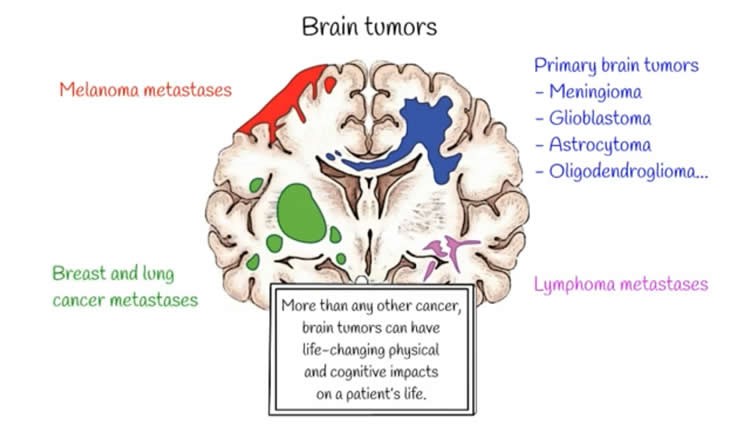 Brain tumors
Melanoma metastases
Primary brain tumors
- Meningioma
- Glioblastoma
- Astrocytoma
- Oligodendroglioma...
Breast and lung
cancer metastases
Lymphoma metastases
More than any other cancer,
brain tumors can have
life-changing physical
and cognitive impacts
on a patient's life.